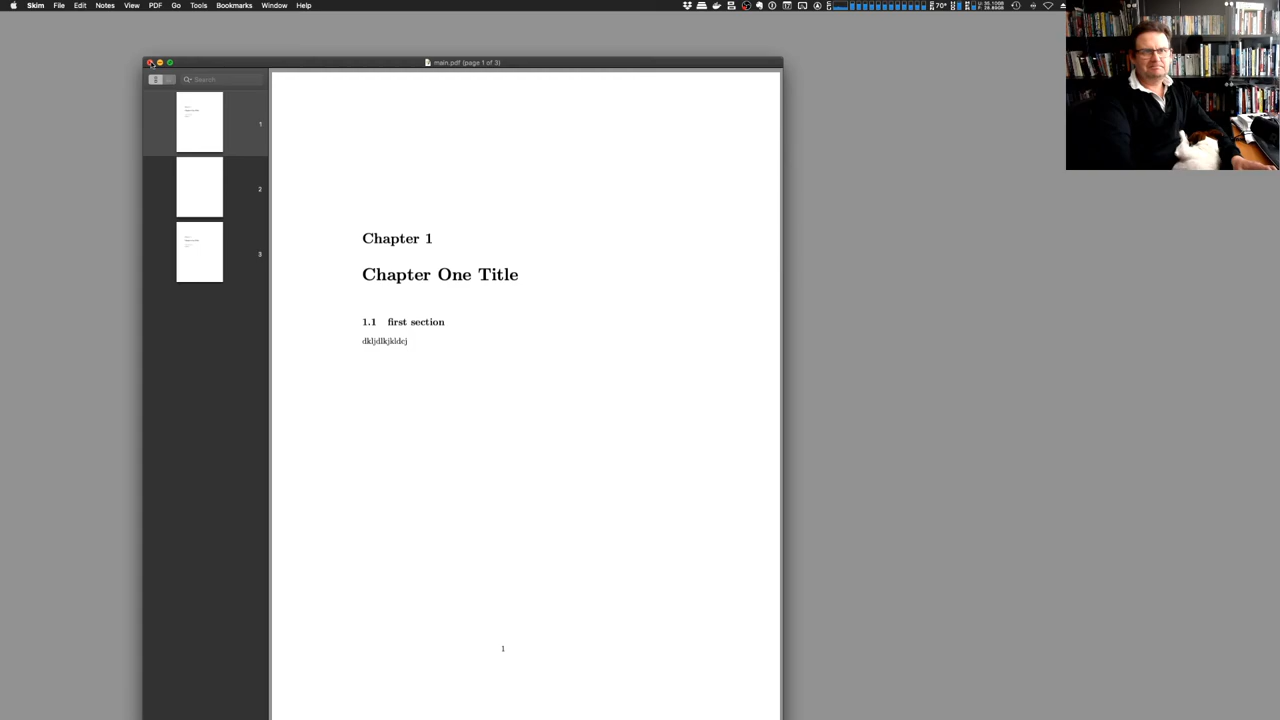 Skim File Edit Notes View PDF Go Tools Bookmarks Window Help
70°
main.pdf (page 1 of 3)
Search
1
2
3
Chapter 1
Chapter One Title
1.1 first section
dkljdlkjkldcj
1